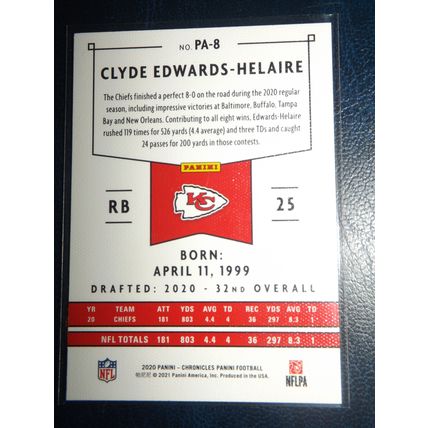 NO. PA-8
CLYDE EDWARDS-HELAIRE
The Chiefs finished a perfect 8-0 on the road during the 2020 regular
season, including impressive victories at Baltimore, Buffalo, Tampa
Bay and New Orleans. Contributing to all eight wins, Edwards-Helaire
rushed 119 times for 526 yards (4.4 average) and three TDs and caught
24 passes for 200 yards in those contests.
PANINI
RB
KC
25
BORN:
APRIL 11, 1999
DRAFTED: 2020 - 32ND OVERALL
YR TEAM ATT YDS AVG TD REC YDS AVG TD
20 CHIEFS 181 803 4.4 4 36 297 8.3 1
NFL TOTALS 181 803 4.4 4 36 297 8.3 1
NFL
2020 PANINI - CHRONICLES PANINI FOOTBALL
© 2021 Panini America, Inc. Produced in the USA.
NFLPA